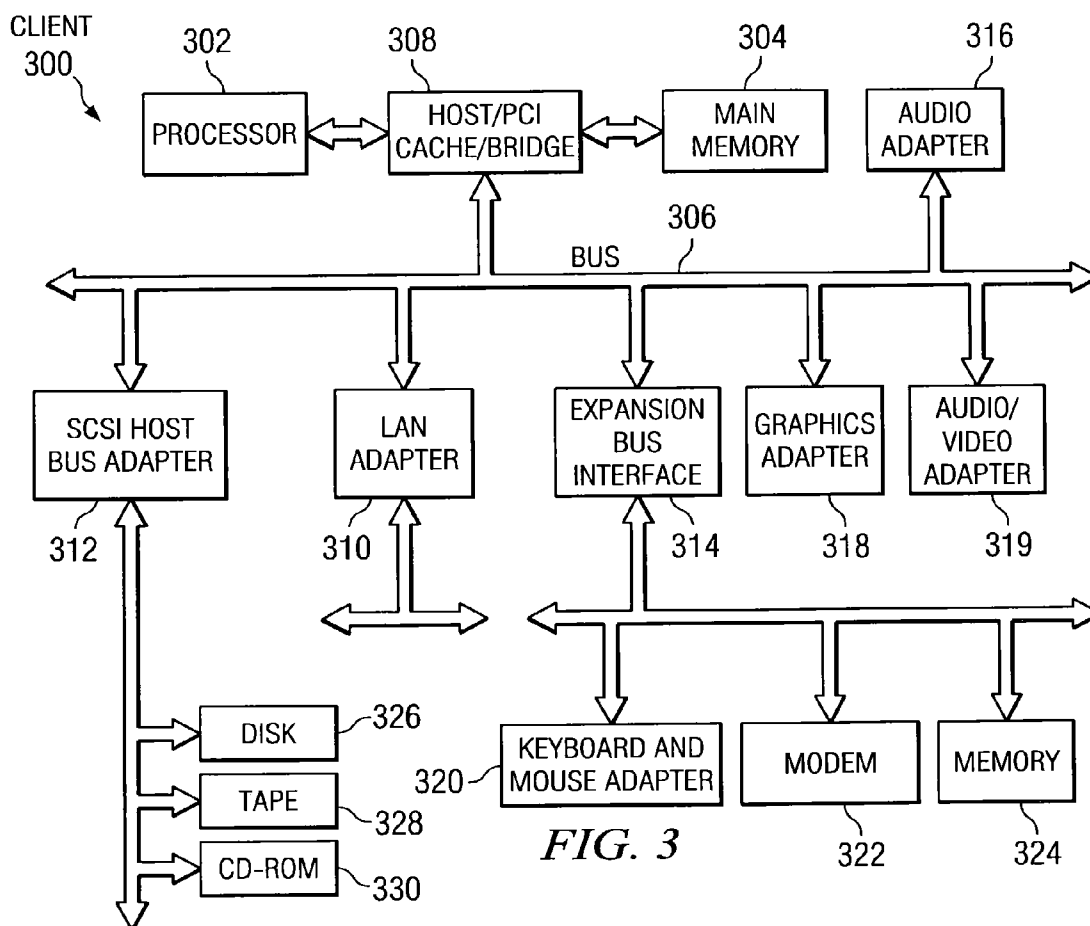 CLIENT
300
302
308
304
316
PROCESSOR
HOST/PCI
CACHE/BRIDGE
MAIN
MEMORY
AUDIO
ADAPTER
306
BUS
SCSI HOST
BUS ADAPTER
LAN
ADAPTER
EXPANSION
BUS
INTERFACE
GRAPHICS
ADAPTER
AUDIO/
VIDEO
ADAPTER
312
310
314
318
319
DISK
326
TAPE
328
CD-ROM
330
320
KEYBOARD AND
MOUSE ADAPTER
MODEM
MEMORY
322
324
FIG. 3